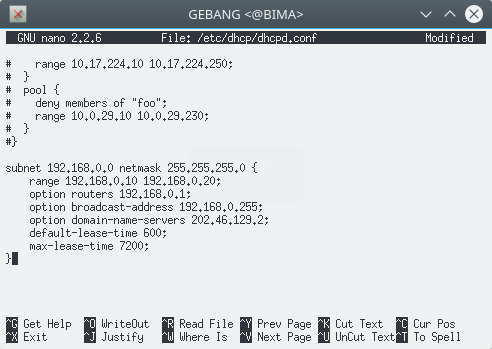 GEBANG <@BIMA>
GNU nano 2.2.6 File: /etc/dhcp/dhcpd.conf Modified
#    range 10.17.224.10 10.17.224.250;
#  }
#  pool {
#    deny members of "foo";
#    range 10.0.29.10 10.0.29.230;
#  }
#}
subnet 192.168.0.0 netmask 255.255.255.0 {
    range 192.168.0.10 192.168.0.20;
    option routers 192.168.0.1;
    option broadcast-address 192.168.0.255;
    option domain-name-servers 202.46.129.2;
    default-lease-time 600;
    max-lease-time 7200;
}
^G Get Help ^O WriteOut ^R Read File ^Y Prev Page ^K Cut Text ^C Cur Pos
^X Exit ^J Justify ^W Where Is ^V Next Page ^U UnCut Text ^T To Spell